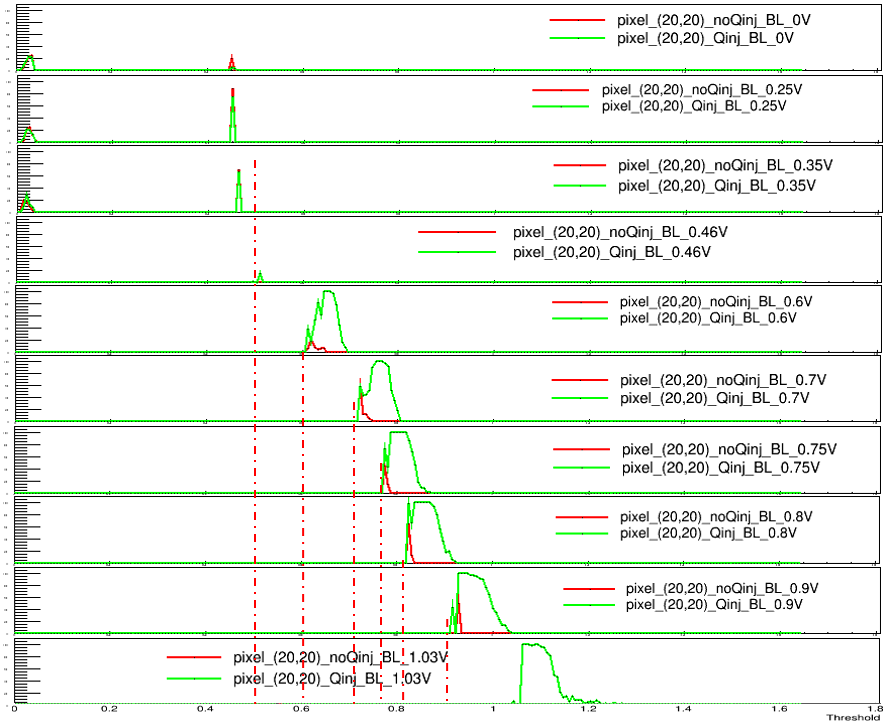 pixel_(20,20)_noQinj_BL_0V
pixel_(20,20)_Qinj_BL_0V
pixel_(20,20)_noQinj_BL_0.25V
pixel_(20,20)_Qinj_BL_0.25V
pixel_(20,20)_noQinj_BL_0.35V
pixel_(20,20)_Qinj_BL_0.35V
pixel_(20,20)_noQinj_BL_0.46V
pixel_(20,20)_Qinj_BL_0.46V
pixel_(20,20)_noQinj_BL_0.6V
pixel_(20,20)_Qinj_BL_0.6V
pixel_(20,20)_noQinj_BL_0.7V
pixel_(20,20)_Qinj_BL_0.7V
pixel_(20,20)_noQinj_BL_0.75V
pixel_(20,20)_Qinj_BL_0.75V
pixel_(20,20)_noQinj_BL_0.8V
pixel_(20,20)_Qinj_BL_0.8V
pixel_(20,20)_noQinj_BL_0.9V
pixel_(20,20)_Qinj_BL_0.9V
pixel_(20,20)_noQinj_BL_1.03V
pixel_(20,20)_Qinj_BL_1.03V
0 0.2 0.4 0.6 0.8 1 1.2 1.4 1.6 1.8
Threshold